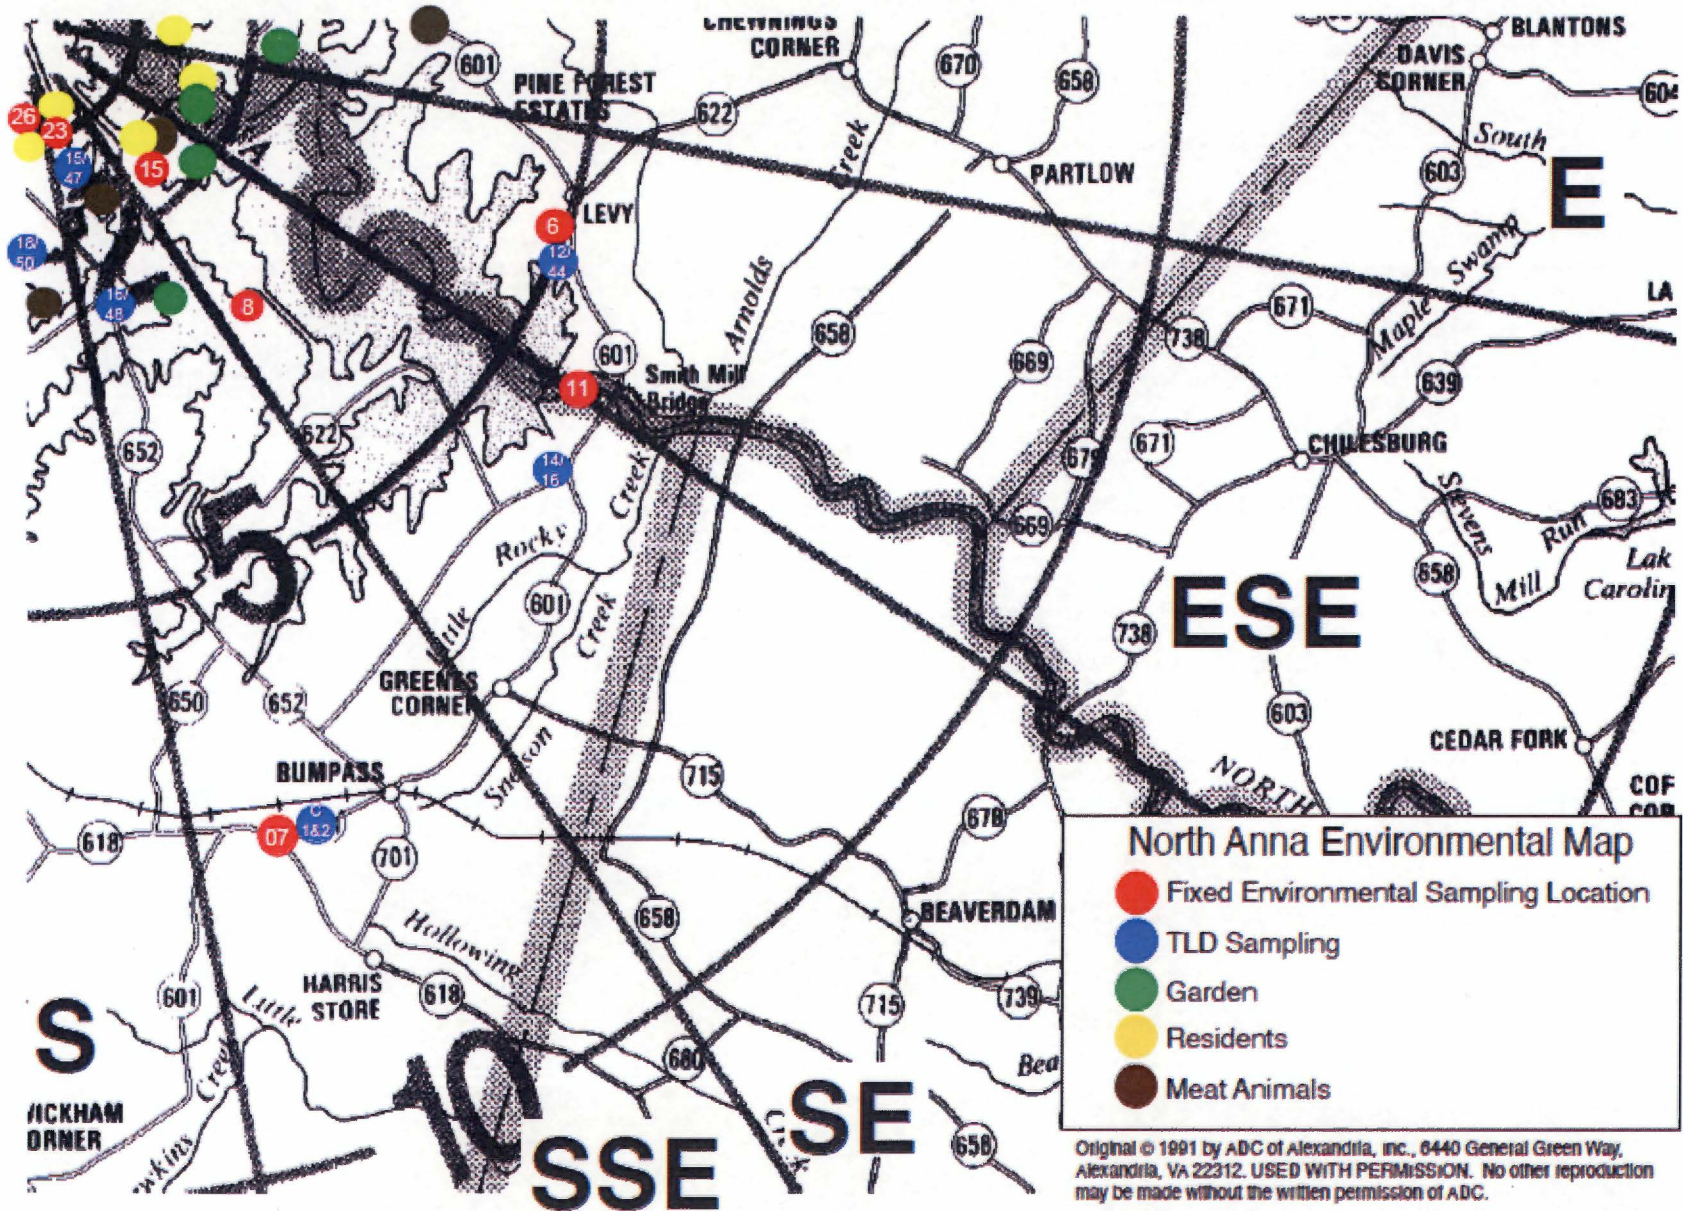 CHEWNINGS
CORNER
BLANTONS
DAVIS
CORNER
601
670
658
604
PINE FOREST
ESTATES
622
26
23
15
15/
47
Creek
South
603
E
PARTLOW
LEVY
6
12/
44
18/
50
16/
48
8
Arnolds
Maple Swamp
LA
671
738
658
669
601
639
11
Smith Mill
Bridge
652
622
14/
16
671
CHILESBURG
679
Creek
Stevens
Mill
Run
683
669
Lak
Carolin
5
Rocky
601
Creek
Little
658
738
ESE
GREENES
CORNER
650
652
603
CEDAR FORK
BUMPASS
715
NORTH
COF
COR
678
618
07
C
1&2
701
658
BEAVERDAM
Hollowing
HARRIS
STORE
618
601
Little
Creek
715
739
S
10
680
Bea
SE
SSE
658
North Anna Environmental Map
Fixed Environmental Sampling Location
TLD Sampling
Garden
Residents
Meat Animals
Original © 1991 by ADC of Alexandria, Inc., 6440 General Green Way,
Alexandria, VA 22312. USED WITH PERMISSION. No other reproduction
may be made without the written permission of ADC.